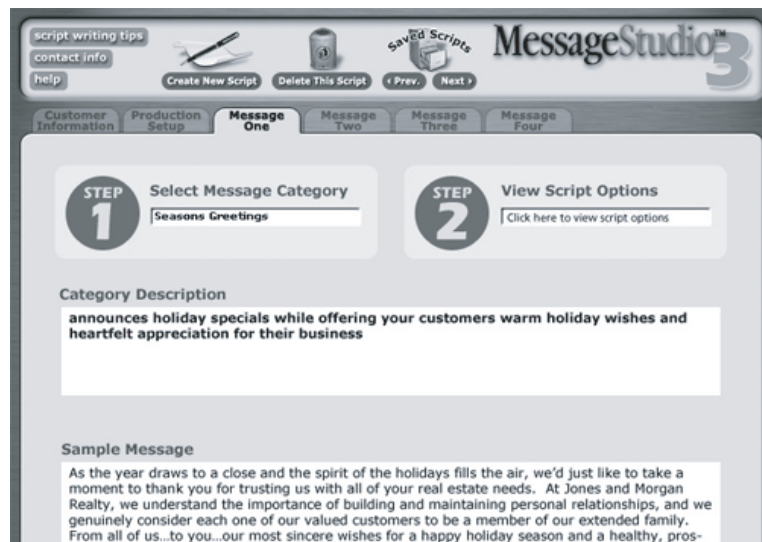 script writing tips
contact info
help
Create New Script
Delete This Script
Saved Scripts
Prev.
Next
MessageStudio™
3
Customer Information
Production Setup
Message One
Message Two
Message Three
Message Four
STEP 1
Select Message Category
Seasons Greetings
STEP 2
View Script Options
Click here to view script options
Category Description
announces holiday specials while offering your customers warm holiday wishes and
heartfelt appreciation for their business
Sample Message
As the year draws to a close and the spirit of the holidays fills the air, we'd just like to take a
moment to thank you for trusting us with all of your real estate needs.  At Jones and Morgan
Realty, we understand the importance of building and maintaining personal relationships, and we
genuinely consider each one of our valued customers to be a member of our extended family.
From all of us…to you…our most sincere wishes for a happy holiday season and a healthy, pros-